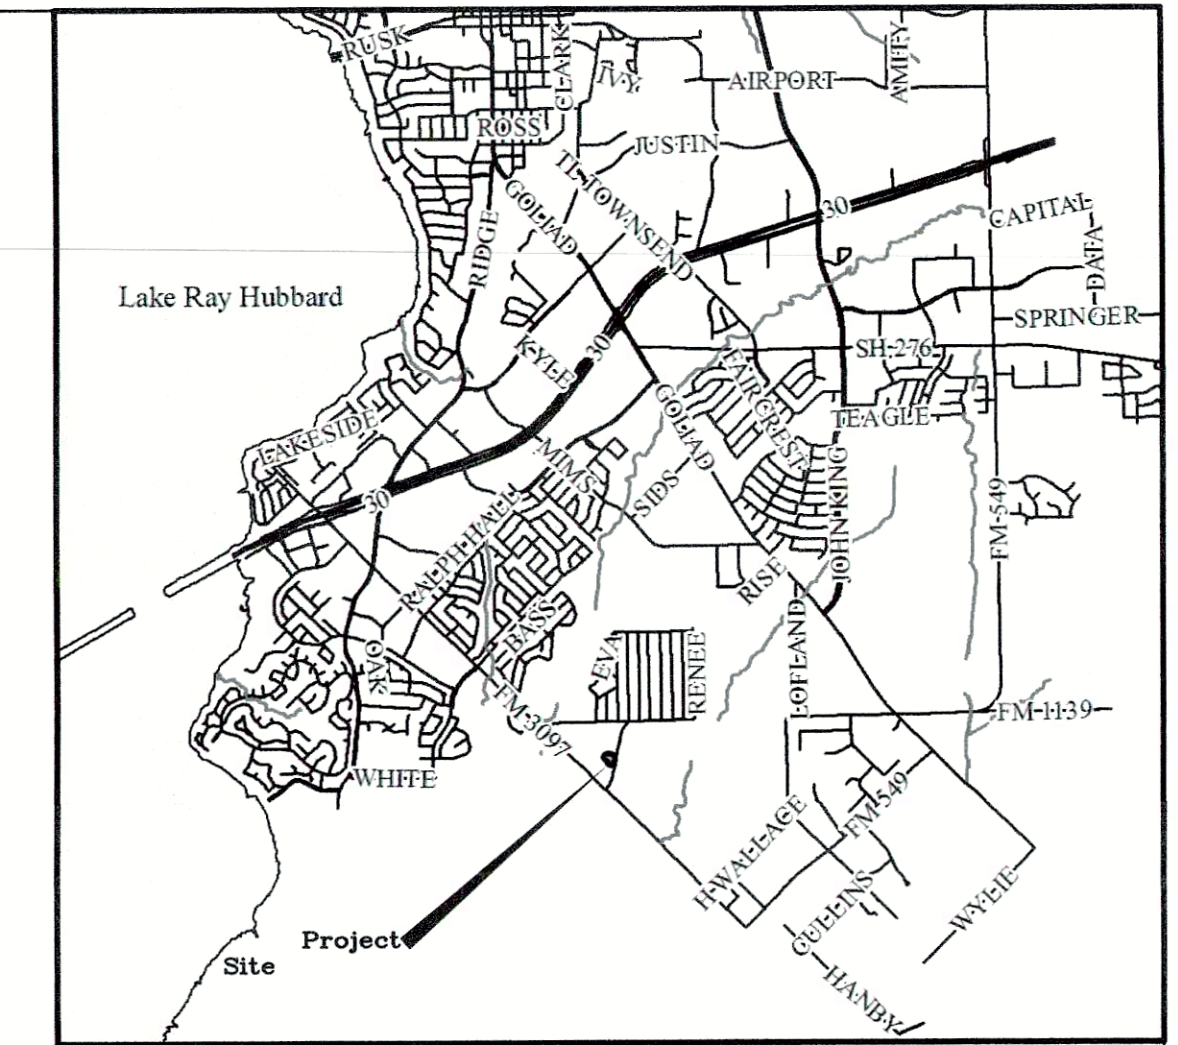 RUSK
CLARK
IVY
AIRPORT
AMITY
ROSS
JUSTIN
TL TOWNSEND
GOLIAD
RIDGE
30
CAPITAL
DATA
Lake Ray Hubbard
SPRINGER
KYLE
30
SH-276
FAIRCREST
TEAGLE
GOLIAD
LAKESIDE
MIMS
SIDS
30
JOHN KING
FM-549
RALPH HALL
RISE
BASS
OAK
EVA
RENEE
LOFLAND
FM-3097
FM-1139
WHITE
H WALLACE
FM-549
CULLINS
WYLIE
Project
Site
HANBY